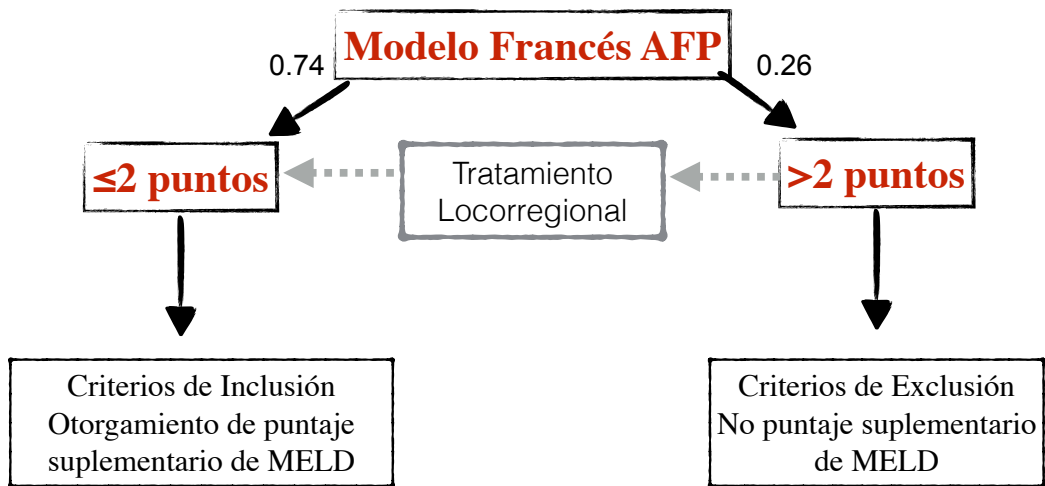 Modelo Francés AFP
0.74
0.26
≤2 puntos
Tratamiento
Locorregional
>2 puntos
Criterios de Inclusión
Otorgamiento de puntaje
suplementario de MELD
Criterios de Exclusión
No puntaje suplementario
de MELD